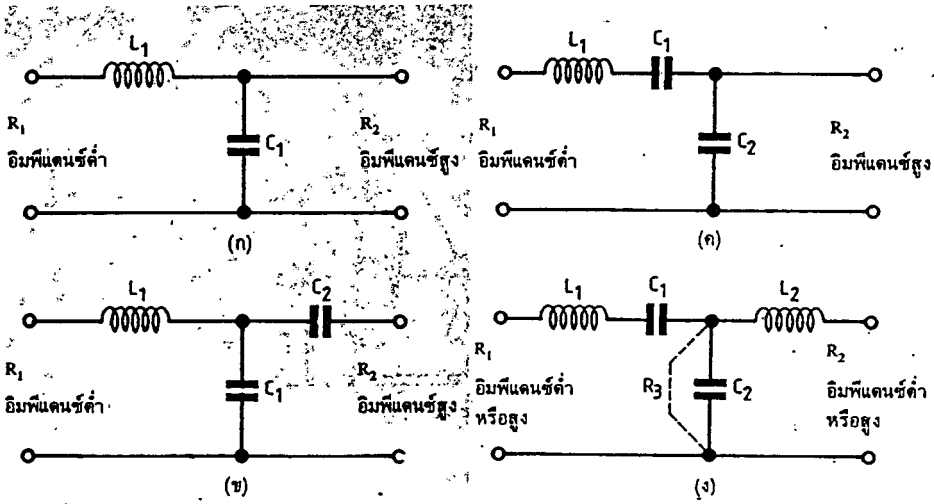 L1
C1
R1
อิมพีแดนซ์ต่ำ
R2
อิมพีแดนซ์สูง
(ก)
L1
C1
C2
R1
อิมพีแดนซ์ต่ำ
R2
อิมพีแดนซ์สูง
(ค)
L1
C2
C1
R1
อิมพีแดนซ์ต่ำ
R2
อิมพีแดนซ์สูง
(ข)
L1
C1
L2
R1
อิมพีแดนซ์ต่ำ
หรือสูง
R3
C2
R2
อิมพีแดนซ์ต่ำ
หรือสูง
(ง)